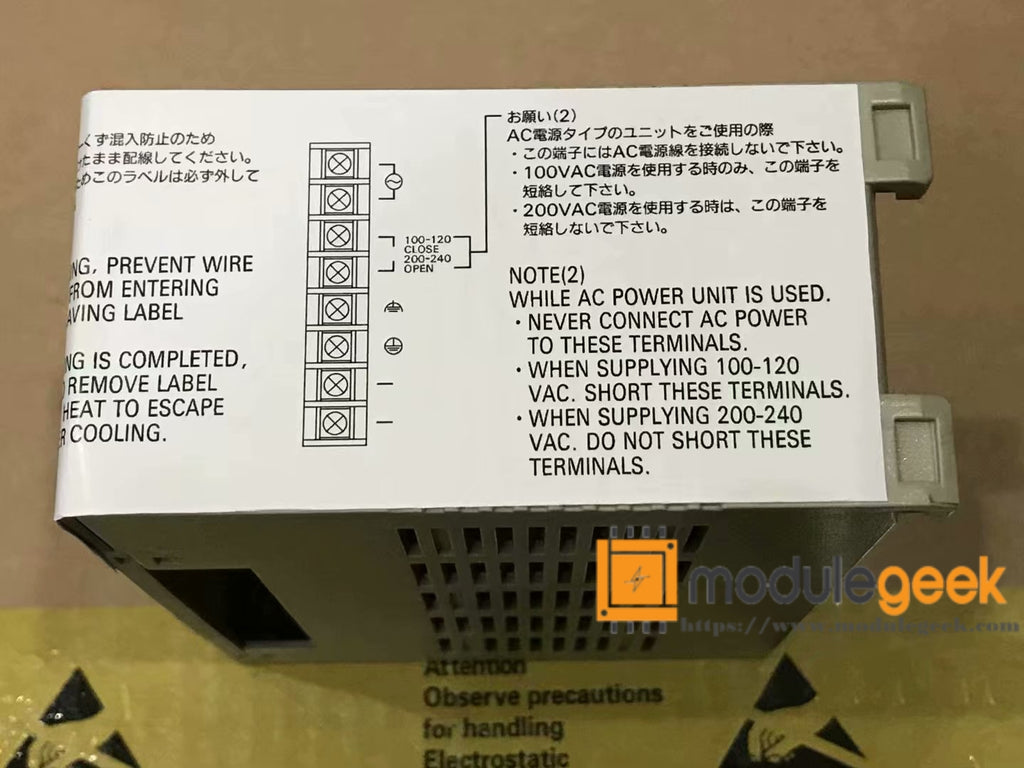 くず混入防止のため
たまま配線してください。
めこのラベルは必ず外して
NG, PREVENT WIRE
FROM ENTERING
AVING LABEL
NG IS COMPLETED,
REMOVE LABEL
HEAT TO ESCAPE
R COOLING.
100-120
CLOSE
200-240
OPEN
お願い(2)
AC電源タイプのユニットをご使用の際
・この端子にはAC電源線を接続しないで下さい。
・100VAC電源を使用する時のみ、この端子を
短絡して下さい。
・200VAC電源を使用する時は、この端子を
短絡しないで下さい。
NOTE(2)
WHILE AC POWER UNIT IS USED.
・NEVER CONNECT AC POWER
TO THESE TERMINALS.
・WHEN SUPPLYING 100-120
VAC. SHORT THESE TERMINALS.
・WHEN SUPPLYING 200-240
VAC. DO NOT SHORT THESE
TERMINALS.
modulegeek
https://www.modulegeek.com
Attention
Observe precautions
for handling
Electrostatic